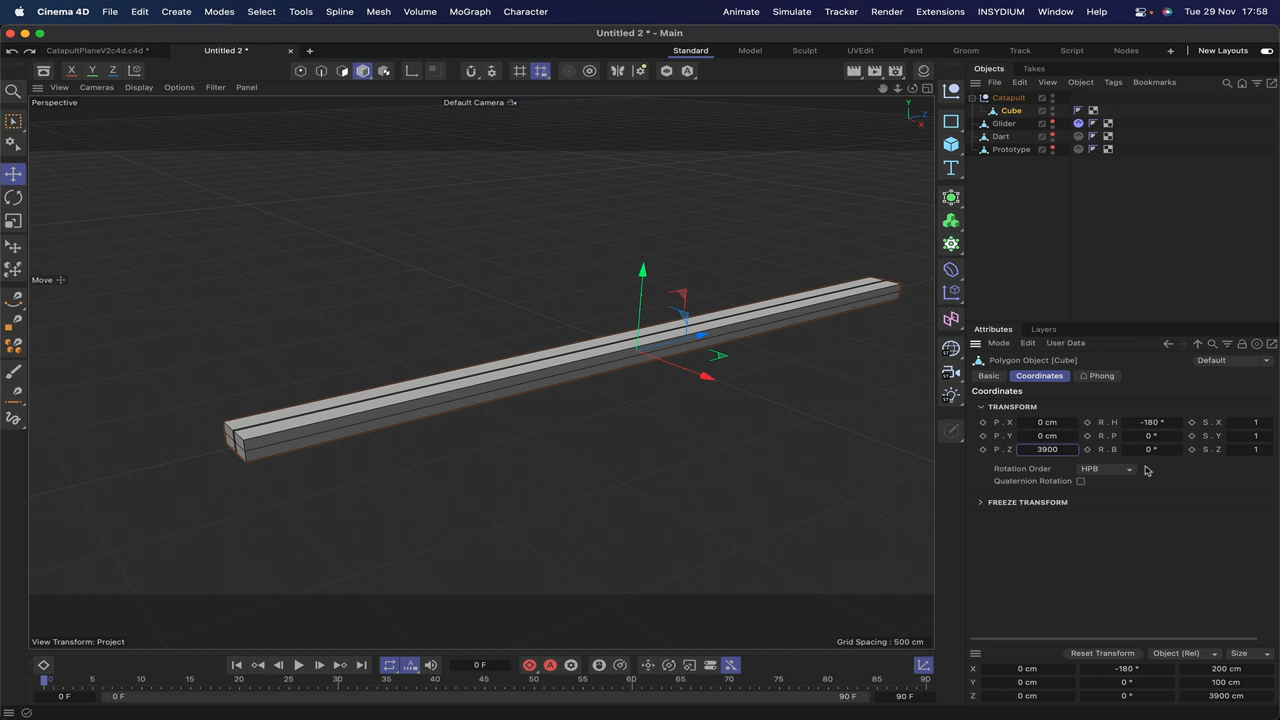 Cinema 4D File Edit Create Modes Select Tools Spline Mesh Volume MoGraph Character Animate Simulate Tracker Render Extensions INSYDIUM Window Help Tue 29 Nov 17:58
Untitled 2 * - Main
CatapultPlaneV2c4d.c4d * Untitled 2 * Standard Model Sculpt UVEdit Paint Groom Track Script Nodes New Layouts
X Y Z
Objects Takes
View Cameras Display Options Filter Panel
File Edit View Object Tags Bookmarks
Perspective Default Camera
Catapult
Cube
Glider
Dart
Prototype
Y
X
Move
Attributes Layers
Mode Edit User Data
Polygon Object [Cube] Default
Basic Coordinates Phong
Coordinates
TRANSFORM
P . X 0 cm R . H -180 ° S . X 1
P . Y 0 cm R . P 0 ° S . Y 1
P . Z 3900 R . B 0 ° S . Z 1
Rotation Order HPB
Quaternion Rotation
FREEZE TRANSFORM
View Transform: Project Grid Spacing : 500 cm
Reset Transform Object (Rel) Size
0 F
X 0 cm -180 ° 200 cm
0 5 10 15 20 25 30 35 40 45 50 55 60 65 70 75 80 85 90
Y 0 cm 0 ° 100 cm
0 F 0 F 90 F 90 F
Z 0 cm 0 ° 3900 cm